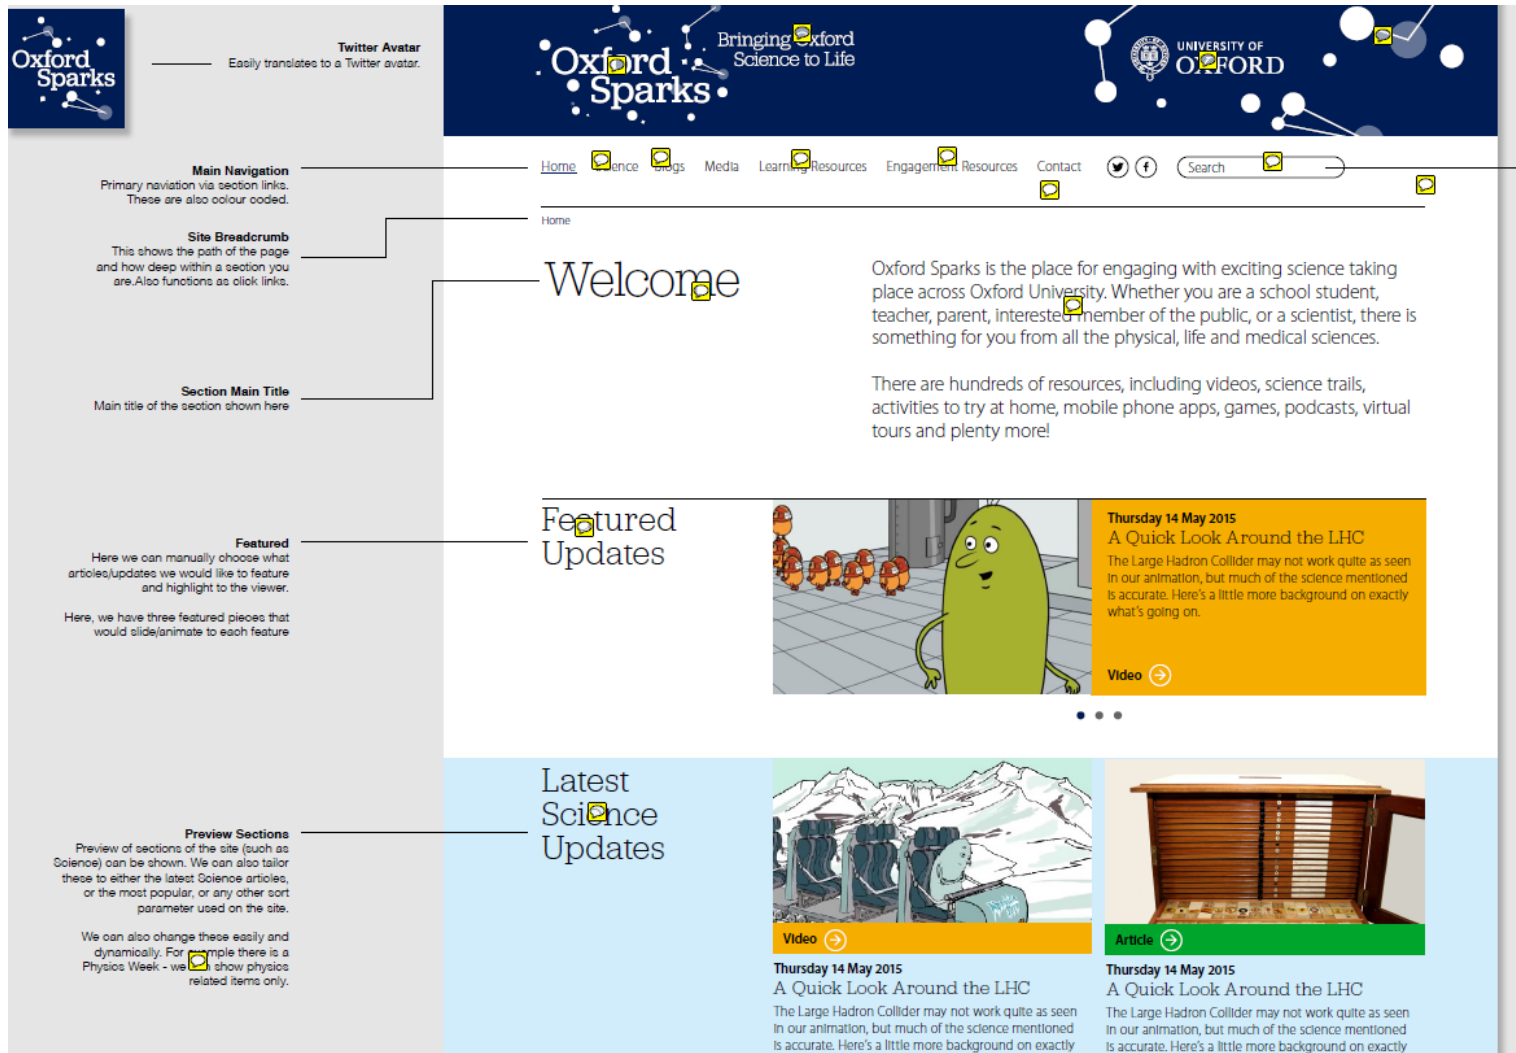 Oxford
Sparks
Twitter Avatar
Easily translates to a Twitter avatar.
Main Navigation
Primary naviation via section links.
These are also colour coded.
Site Breadcrumb
This shows the path of the page
and how deep within a section you
are.Also functions as click links.
Section Main Title
Main title of the section shown here
Featured
Here we can manually choose what
articles/updates we would like to feature
and highlight to the viewer.
Here, we have three featured pieces that
would slide/animate to each feature
Preview Sections
Preview of sections of the site (such as
Science) can be shown. We can also tailor
these to either the latest Science articles,
or the most popular, or any other sort
parameter used on the site.
We can also change these easily and
dynamically. For example there is a
Physics Week - we can show physics
related items only.
Oxford
Sparks
Bringing Oxford
Science to Life
UNIVERSITY OF
OXFORD
Home Science Blogs Media Learning Resources Engagement Resources Contact Search
Home
Welcome
Oxford Sparks is the place for engaging with exciting science taking
place across Oxford University. Whether you are a school student,
teacher, parent, interested member of the public, or a scientist, there is
something for you from all the physical, life and medical sciences.
There are hundreds of resources, including videos, science trails,
activities to try at home, mobile phone apps, games, podcasts, virtual
tours and plenty more!
Featured
Updates
Thursday 14 May 2015
A Quick Look Around the LHC
The Large Hadron Collider may not work quite as seen
in our animation, but much of the science mentioned
is accurate. Here's a little more background on exactly
what's going on.
Video
Latest
Science
Updates
Video
Thursday 14 May 2015
A Quick Look Around the LHC
The Large Hadron Collider may not work quite as seen
in our animation, but much of the science mentioned
is accurate. Here's a little more background on exactly
Article
Thursday 14 May 2015
A Quick Look Around the LHC
The Large Hadron Collider may not work quite as seen
in our animation, but much of the science mentioned
is accurate. Here's a little more background on exactly